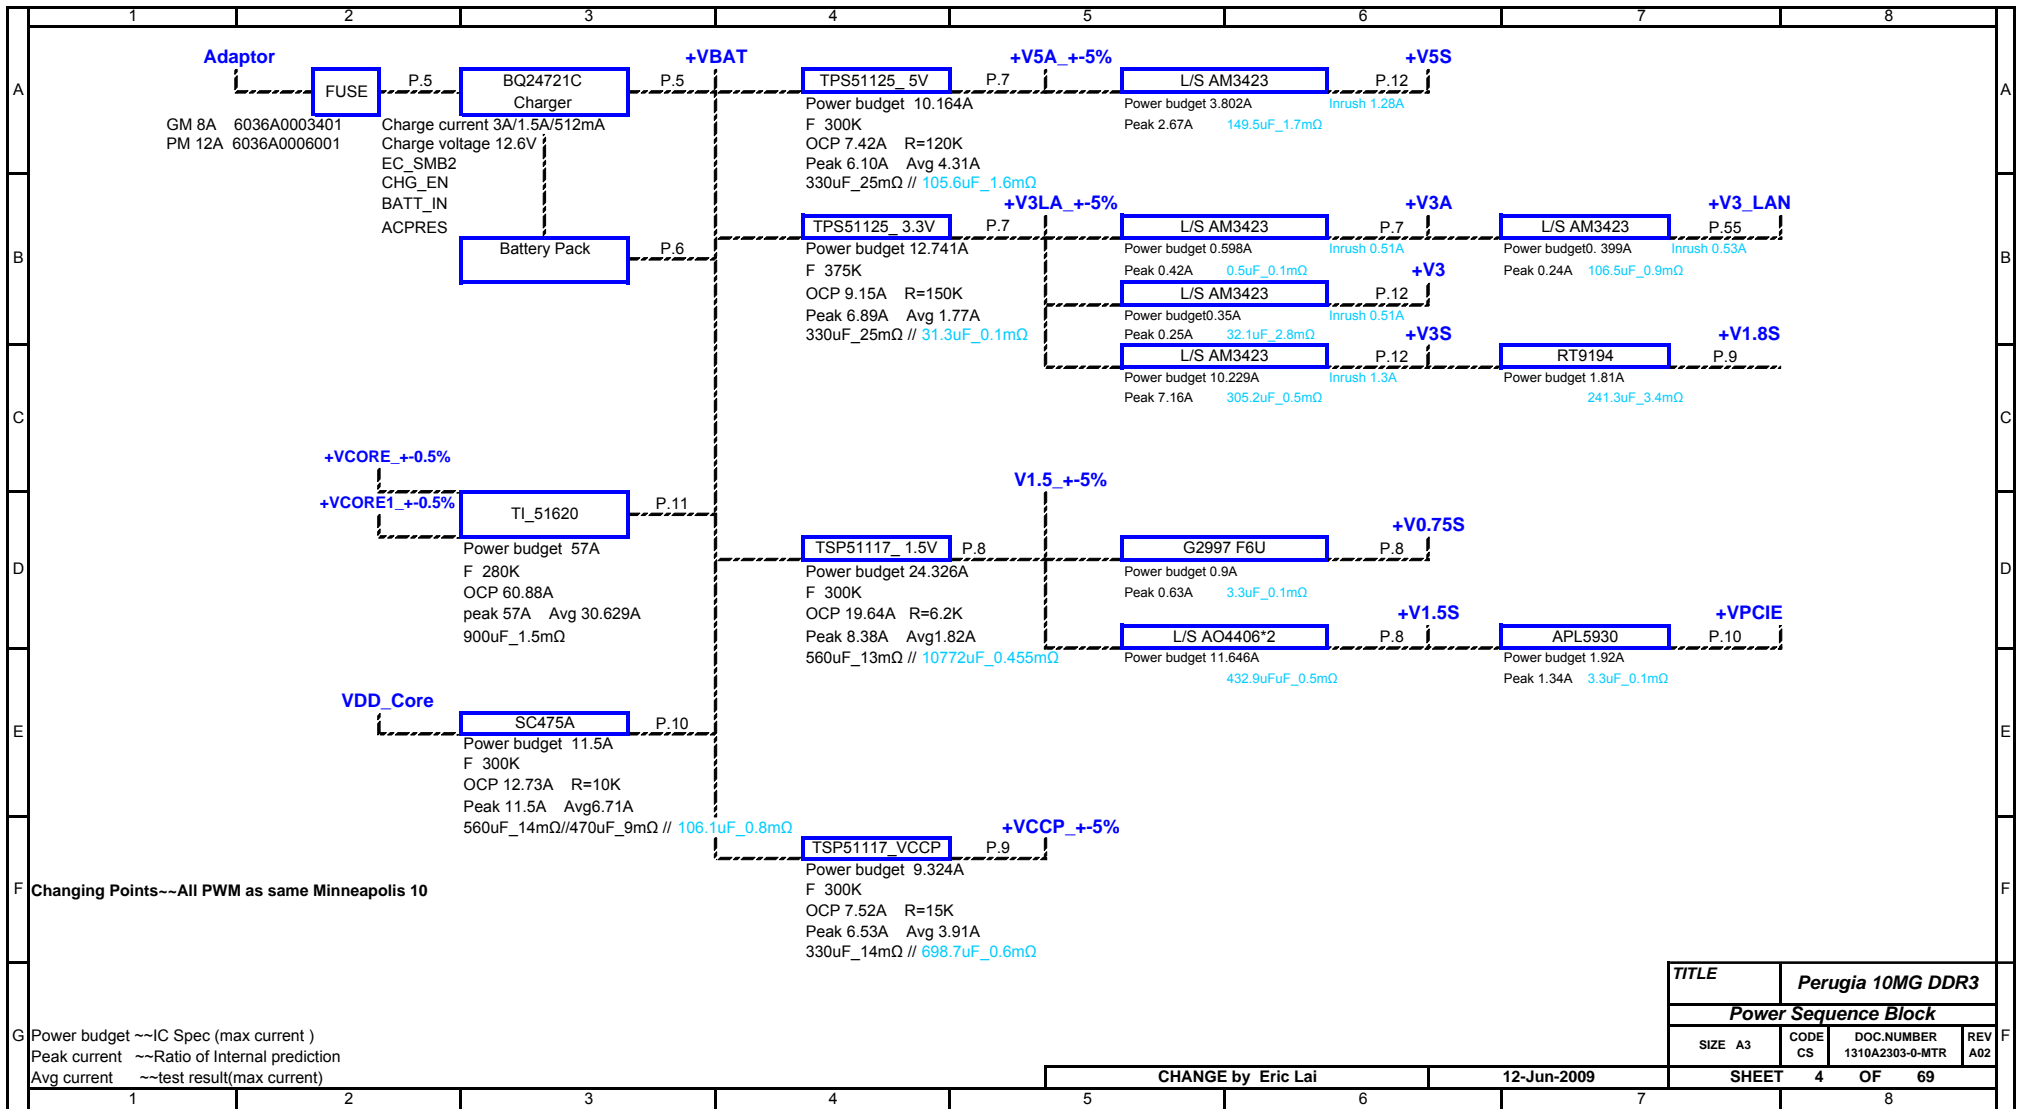 1 2 3 4 5 6 7 8
A A
B B
C C
D D
E E
F F
G F
Adaptor
FUSE
P.5
BQ24721C
Charger
P.5
+VBAT
GM 8A 6036A0003401
PM 12A 6036A0006001
Charge current 3A/1.5A/512mA
Charge voltage 12.6V
EC_SMB2
CHG_EN
BATT_IN
ACPRES
Battery Pack
P.6
TPS51125_ 5V
P.7
+V5A_+-5%
Power budget 10.164A
F 300K
OCP 7.42A R=120K
Peak 6.10A Avg 4.31A
330uF_25mΩ // 105.6uF_1.6mΩ
L/S AM3423
P.12
+V5S
Power budget 3.802A
Inrush 1.28A
Peak 2.67A 149.5uF_1.7mΩ
TPS51125_ 3.3V
P.7
+V3LA_+-5%
Power budget 12.741A
F 375K
OCP 9.15A R=150K
Peak 6.89A Avg 1.77A
330uF_25mΩ // 31.3uF_0.1mΩ
L/S AM3423
P.7
+V3A
Power budget 0.598A
Inrush 0.51A
Peak 0.42A 0.5uF_0.1mΩ
L/S AM3423
P.55
+V3_LAN
Power budget0. 399A
Inrush 0.53A
Peak 0.24A 106.5uF_0.9mΩ
L/S AM3423
P.12
+V3
Power budget0.35A
Inrush 0.51A
Peak 0.25A 32.1uF_2.8mΩ
L/S AM3423
P.12
+V3S
Power budget 10.229A
Inrush 1.3A
Peak 7.16A 305.2uF_0.5mΩ
RT9194
P.9
+V1.8S
Power budget 1.81A
241.3uF_3.4mΩ
+VCORE_+-0.5%
+VCORE1_+-0.5%
TI_51620
P.11
Power budget 57A
F 280K
OCP 60.88A
peak 57A Avg 30.629A
900uF_1.5mΩ
V1.5_+-5%
TSP51117_ 1.5V
P.8
Power budget 24.326A
F 300K
OCP 19.64A R=6.2K
Peak 8.38A Avg1.82A
560uF_13mΩ // 10772uF_0.455mΩ
G2997 F6U
P.8
+V0.75S
Power budget 0.9A
Peak 0.63A 3.3uF_0.1mΩ
L/S AO4406*2
P.8
+V1.5S
Power budget 11.646A
432.9uFuF_0.5mΩ
APL5930
P.10
+VPCIE
Power budget 1.92A
Peak 1.34A 3.3uF_0.1mΩ
VDD_Core
SC475A
P.10
Power budget 11.5A
F 300K
OCP 12.73A R=10K
Peak 11.5A Avg6.71A
560uF_14mΩ//470uF_9mΩ // 106.1uF_0.8mΩ
TSP51117_VCCP
P.9
+VCCP_+-5%
Power budget 9.324A
F 300K
OCP 7.52A R=15K
Peak 6.53A Avg 3.91A
330uF_14mΩ // 698.7uF_0.6mΩ
Changing Points~~All PWM as same Minneapolis 10
Power budget ~~IC Spec (max current )
Peak current ~~Ratio of Internal prediction
Avg current ~~test result(max current)
TITLE
Perugia 10MG DDR3
Power Sequence Block
SIZE A3
CODE
CS
DOC.NUMBER
1310A2303-0-MTR
REV
A02
CHANGE by Eric Lai
12-Jun-2009
SHEET 4 OF 69
1 2 3 4 5 6 7 8